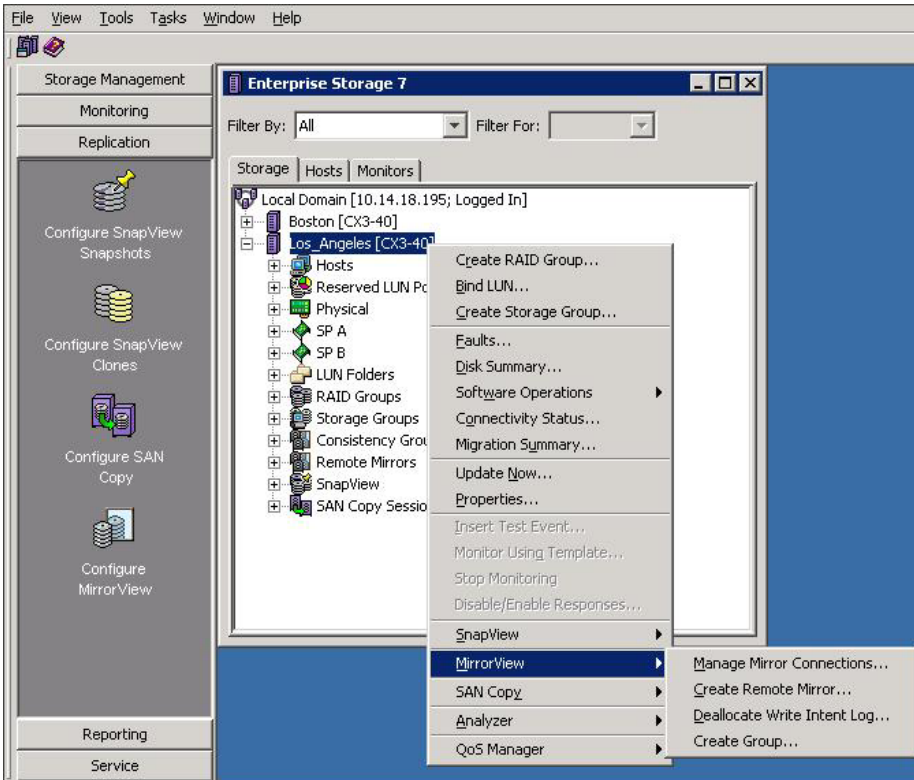 File View Tools Tasks Window Help
Storage Management
Monitoring
Replication
Configure SnapView
Snapshots
Configure SnapView
Clones
Configure SAN
Copy
Configure
MirrorView
Reporting
Service
Enterprise Storage 7
Filter By: All Filter For:
Storage Hosts Monitors
Local Domain [10.14.18.195; Logged In]
Boston [CX3-40]
Los_Angeles [CX3-40]
Hosts
Reserved LUN Po
Physical
SP A
SP B
LUN Folders
RAID Groups
Storage Groups
Consistency Grou
Remote Mirrors
SnapView
SAN Copy Sessio
Create RAID Group...
Bind LUN...
Create Storage Group...
Faults...
Disk Summary...
Software Operations
Connectivity Status...
Migration Summary...
Update Now...
Properties...
Insert Test Event...
Monitor Using Template...
Stop Monitoring
Disable/Enable Responses...
SnapView
MirrorView
SAN Copy
Analyzer
QoS Manager
Manage Mirror Connections...
Create Remote Mirror...
Deallocate Write Intent Log...
Create Group...